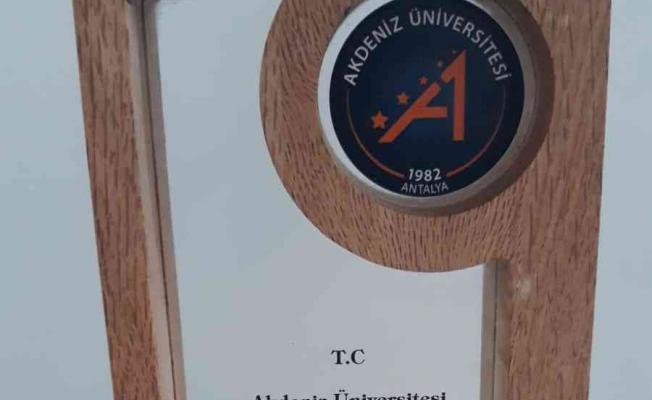 AKDENİZ ÜNİVERSİTESİ
1982
ANTALYA
T.C
Akdeniz Üniversitesi